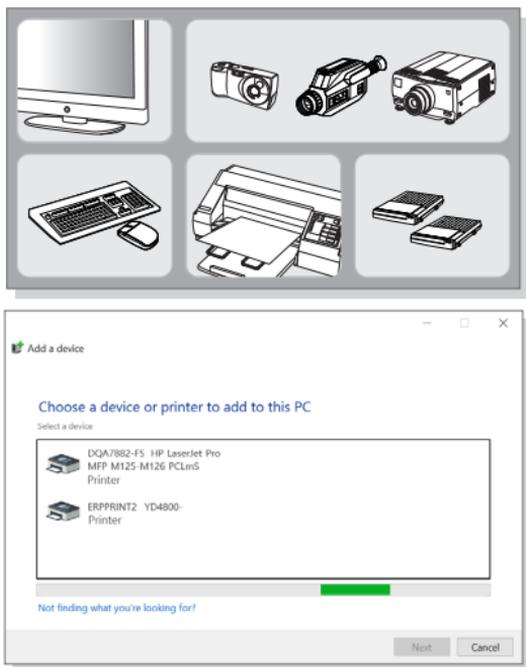 Add a device
Choose a device or printer to add to this PC
Select a device
DQA7882-F5 HP LaserJet Pro
MFP M125-M126 PCLmS
Printer
ERPPRINT2 YD4800-
Printer
Not finding what you're looking for?
Next
Cancel